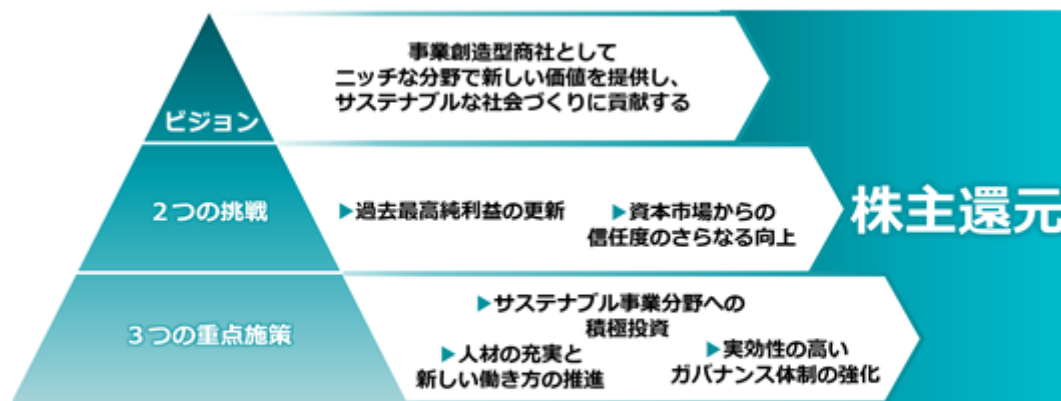 事業創造型商社として
ニッチな分野で新しい価値を提供し、
サステナブルな社会づくりに貢献する
ビジョン
2つの挑戦
▶過去最高純利益の更新
▶資本市場からの
信任度のさらなる向上
株主還元
3つの重点施策
▶サステナブル事業分野への
積極投資
▶人材の充実と
新しい働き方の推進
▶実効性の高い
ガバナンス体制の強化